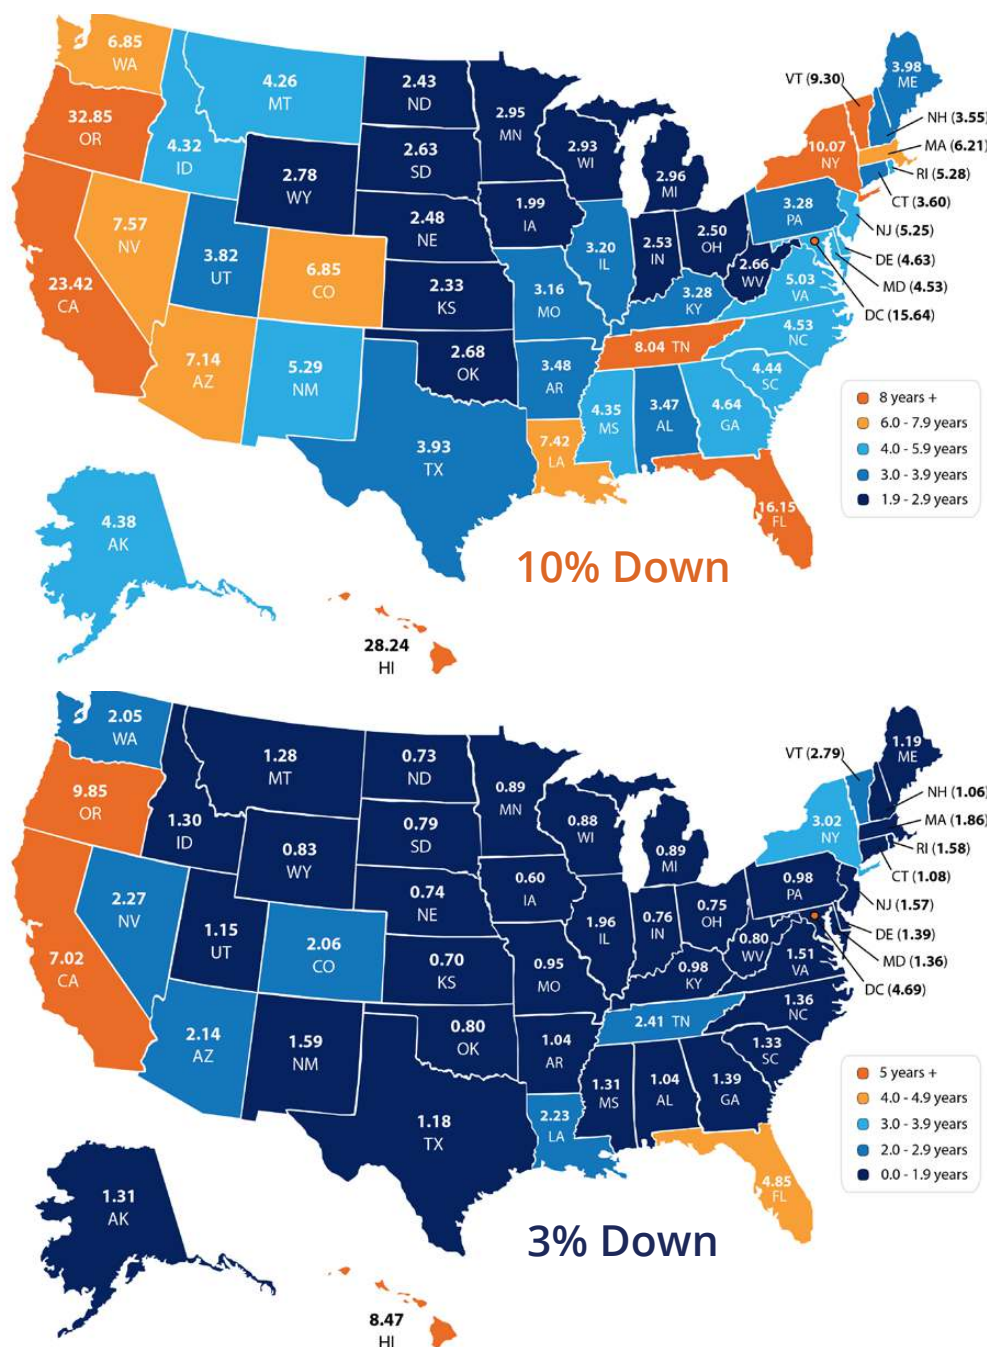 6.85
WA
32.85
OR
23.42
CA
7.57
NV
4.32
ID
4.26
MT
2.78
WY
3.82
UT
6.85
CO
7.14
AZ
5.29
NM
2.43
ND
2.63
SD
2.48
NE
2.33
KS
2.68
OK
3.93
TX
2.95
MN
1.99
IA
3.16
MO
3.48
AR
7.42
LA
2.93
WI
3.20
IL
2.96
MI
2.53
IN
2.50
OH
3.28
KY
8.04 TN
4.35
MS
3.47
AL
4.64
GA
16.15
FL
4.44
SC
4.53
NC
5.03
VA
2.66
WV
3.28
PA
10.07
NY
3.98
ME
VT (9.30)
NH (3.55)
MA (6.21)
RI (5.28)
CT (3.60)
NJ (5.25)
DE (4.63)
MD (4.53)
DC (15.64)
8 years +
6.0 - 7.9 years
4.0 - 5.9 years
3.0 - 3.9 years
1.9 - 2.9 years
4.38
AK
28.24
HI
10% Down
2.05
WA
9.85
OR
7.02
CA
2.27
NV
1.30
ID
1.28
MT
0.83
WY
1.15
UT
2.06
CO
2.14
AZ
1.59
NM
0.73
ND
0.79
SD
0.74
NE
0.70
KS
0.80
OK
1.18
TX
0.89
MN
0.60
IA
0.95
MO
1.04
AR
2.23
LA
0.88
WI
1.96
IL
0.89
MI
0.76
IN
0.75
OH
0.98
KY
2.41 TN
1.31
MS
1.04
AL
1.39
GA
4.85
FL
1.33
SC
1.36
NC
1.51
VA
0.80
WV
0.98
PA
3.02
NY
1.19
ME
VT (2.79)
NH (1.06)
MA (1.86)
RI (1.58)
CT (1.08)
NJ (1.57)
DE (1.39)
MD (1.36)
DC (4.69)
5 years +
4.0 - 4.9 years
3.0 - 3.9 years
2.0 - 2.9 years
0.0 - 1.9 years
1.31
AK
8.47
HI
3% Down